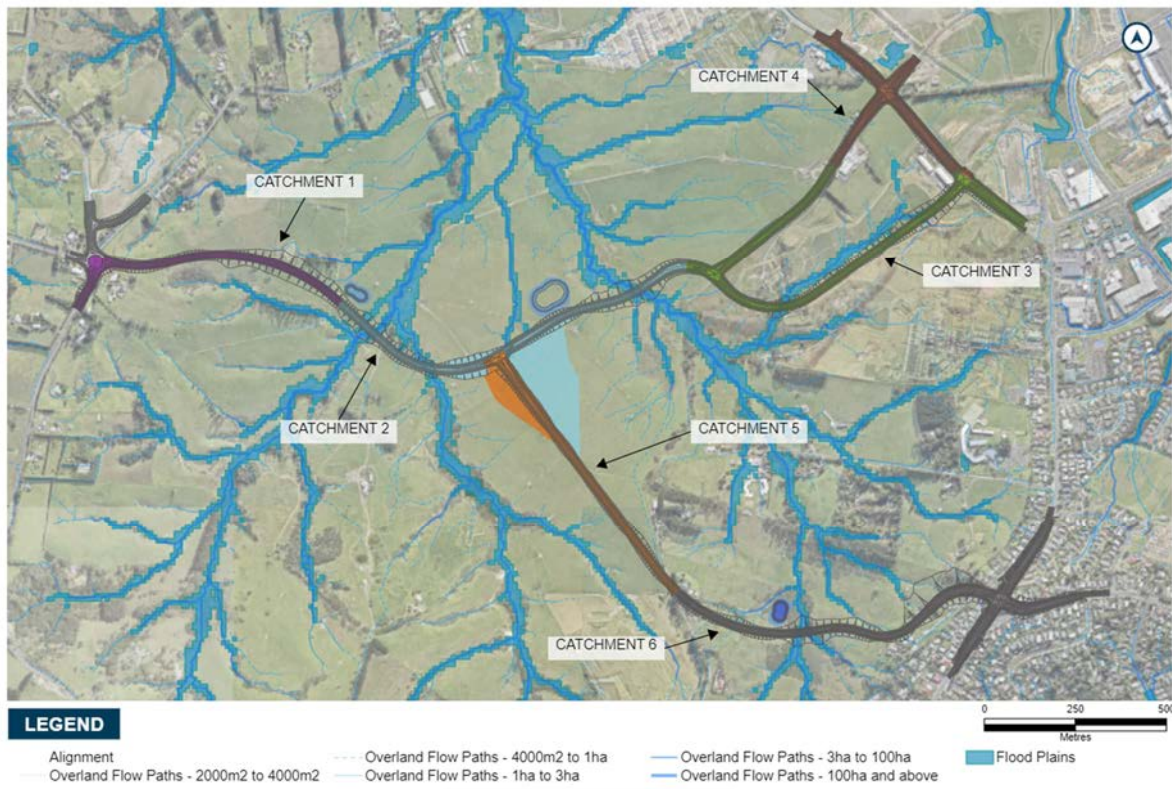 CATCHMENT 4
CATCHMENT 1
CATCHMENT 3
CATCHMENT 2
CATCHMENT 5
CATCHMENT 6
LEGEND
0 250 500
Metres
Alignment
Overland Flow Paths - 2000m2 to 4000m2
Overland Flow Paths - 4000m2 to 1ha
Overland Flow Paths - 1ha to 3ha
Overland Flow Paths - 3ha to 100ha
Overland Flow Paths - 100ha and above
Flood Plains